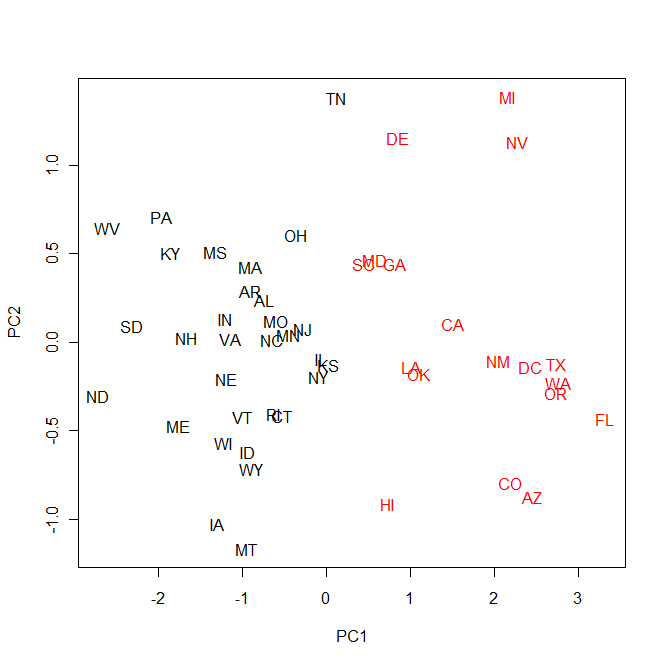 TN
MI
DE
NV
1.0
PA
WV
OH
KY
MS
0.5
MA
SC
MD
GA
AR
AL
IN
MO
CA
SD
NJ
MN
NH
VA
NC
0.0
PC2
IL
KS
NM
LA
DC
TX
NY
OK
NE
WA
OR
ND
RI
CT
VT
FL
ME
-0.5
WI
ID
WY
CO
AZ
HI
IA
-1.0
MT
-2 -1 0 1 2 3
PC1